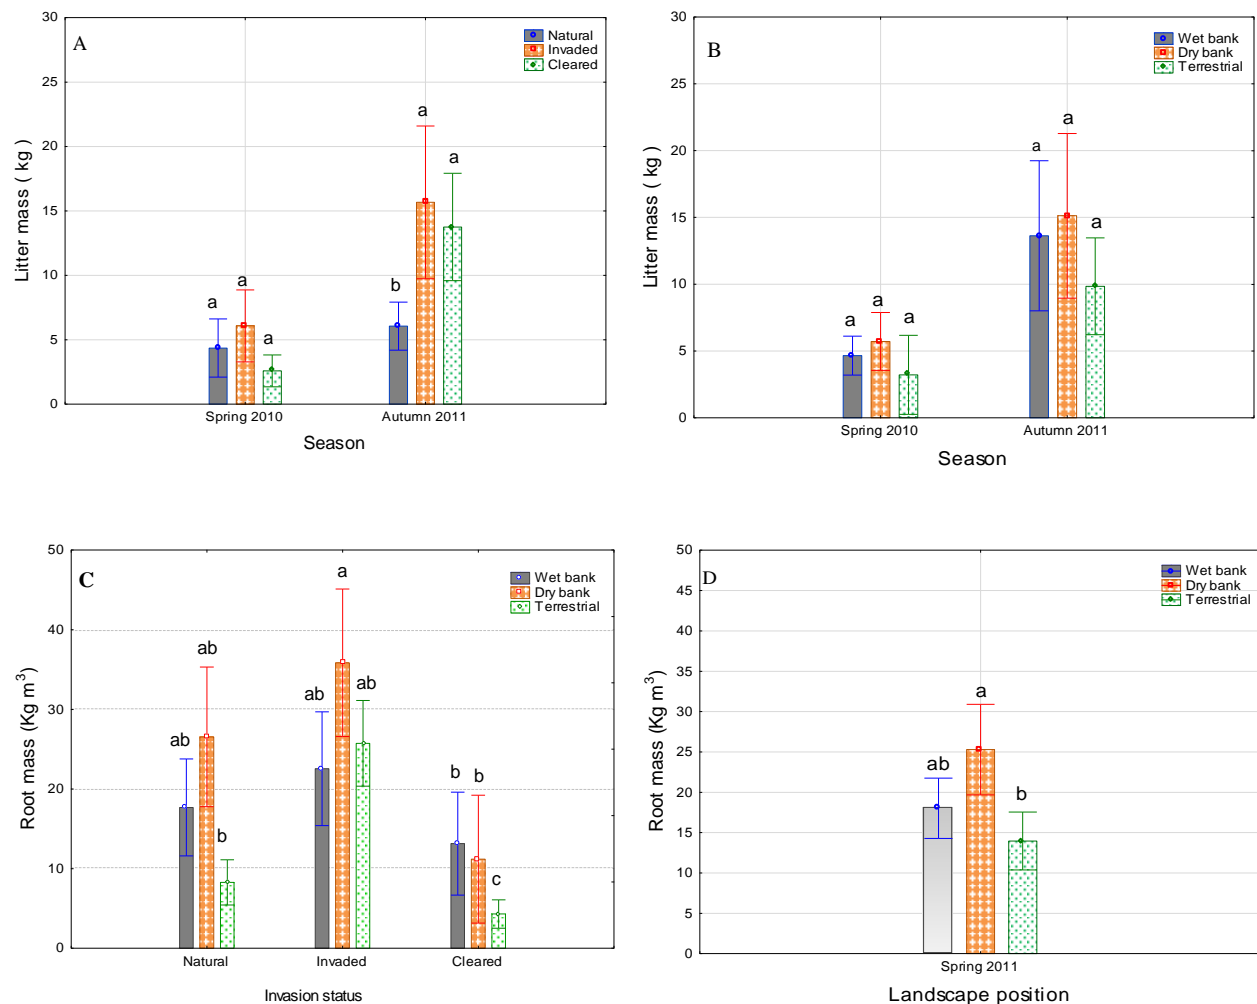 A
30
25
20
15
10
5
0
Litter mass ( kg )
Natural
Invaded
Cleared
a
a
a
b
a
a
Spring 2010
Autumn 2011
Season
B
30
25
20
15
10
5
0
Litter mass ( kg)
Wet bank
Dry bank
Terrestrial
a
a
a
a
a
a
Spring 2010
Autumn 2011
Season
C
50
40
30
20
10
0
Root mass (Kg m³)
Wet bank
Dry bank
Terrestrial
ab
ab
b
ab
a
ab
b
b
c
Natural
Invaded
Cleared
Invasion status
D
50
45
40
35
30
25
20
15
10
5
0
Root mass (Kg m³)
Wet bank
Dry bank
Terrestrial
ab
a
b
Spring 2011
Landscape position